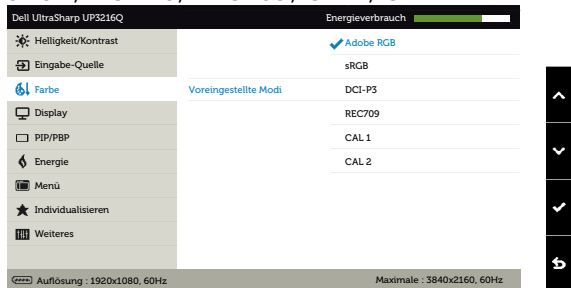 Dell UltraSharp UP3216Q Energieverbrauch
Helligkeit/Kontrast Adobe RGB
Eingabe-Quelle sRGB
Farbe Voreingestellte Modi DCI-P3
Display REC709
PIP/PBP CAL 1
Energie CAL 2
Menü
Individualisieren
Weiteres
Auflösung : 1920x1080, 60Hz Maximale : 3840x2160, 60Hz